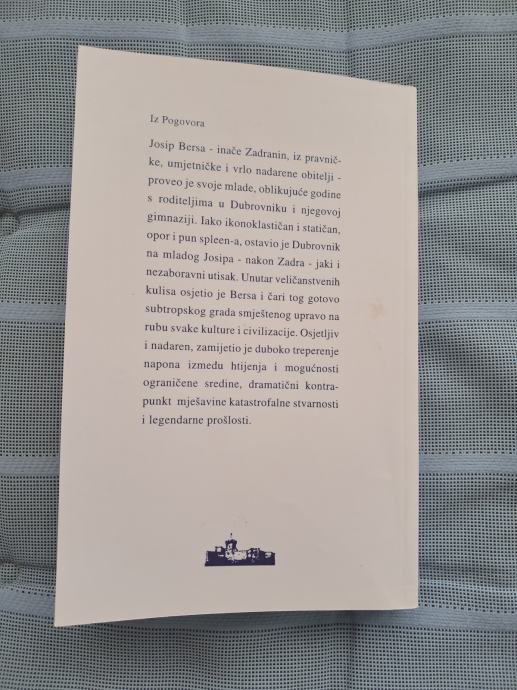 Iz Pogovora
Josip Bersa - inače Zadranin, iz pravnič-
ke, umjetničke i vrlo nadarene obitelji -
proveo je svoje mlade, oblikujuće godine
s roditeljima u Dubrovniku i njegovoj
gimnaziji. Iako ikonoklastičan i statičan,
opor i pun spleen-a, ostavio je Dubrovnik
na mladog Josipa - nakon Zadra - jaki i
nezaboravni utisak. Unutar veličanstvenih
kulisa osjetio je Bersa i čari tog gotovo
subtropskog grada smještenog upravo na
rubu svake kulture i civilizacije. Osjetljiv
i nadaren, zamijetio je duboko treperenje
napona između htijenja i mogućnosti
ograničene sredine, dramatični kontra-
punkt mješavine katastrofalne stvarnosti
i legendarne prošlosti.